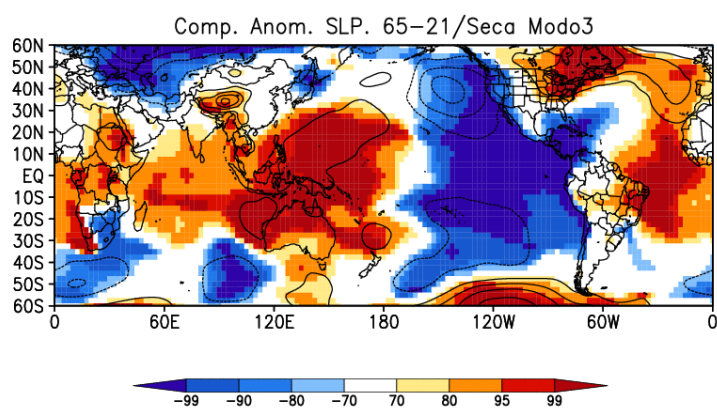 Comp. Anom. SLP. 65-21/Seca Modo3
60N
50N
40N
30N
20N
10N
EQ
10S
20S
30S
40S
50S
60S
0 60E 120E 180 120W 60W 0
-99 -90 -80 -70 70 80 95 99